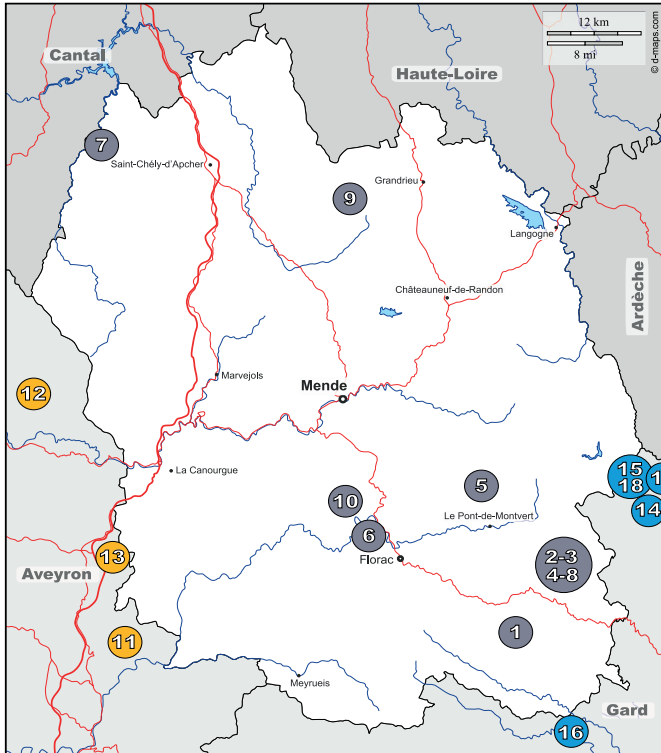 12 km
8 mi
© d-maps.com
Cantal
Haute-Loire
7
Saint-Chély-d'Apcher
Grandrieu
9
Langogne
Ardèche
Châteauneuf-de-Randon
Marvejols
12
Mende
La Canourgue
15
18
1
14
5
10
Le Pont-de-Montvert
6
13
Florac
2-3
4-8
Aveyron
11
1
Meyrueis
Gard
16